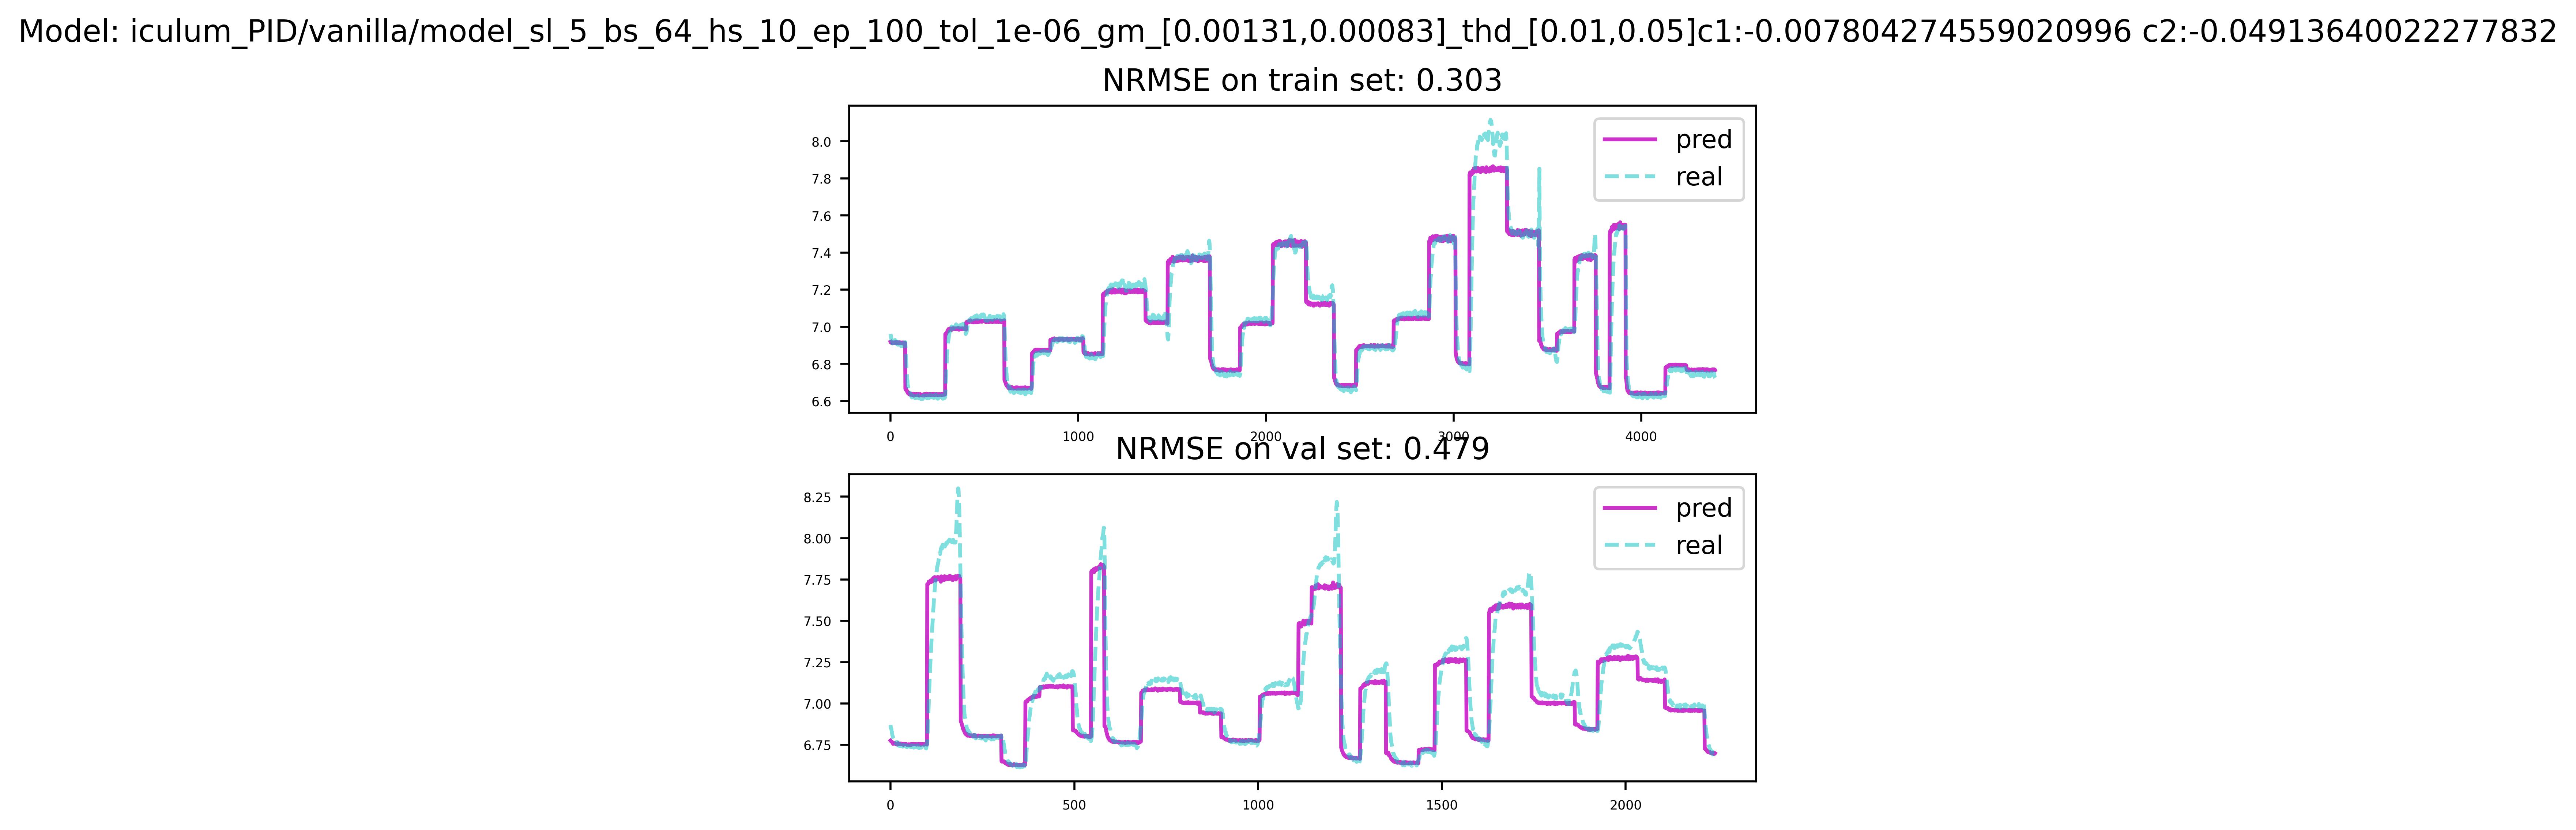 Model: iculum_PID/vanilla/model_sl_5_bs_64_hs_10_ep_100_tol_1e-06_gm_[0.00131,0.00083]_thd_[0.01,0.05]c1:-0.007804274559020996 c2:-0.04913640022277832
NRMSE on train set: 0.303
pred
real
8.0
7.8
7.6
7.4
7.2
7.0
6.8
6.6
0 1000 2000 3000 4000
NRMSE on val set: 0.479
pred
real
8.25
8.00
7.75
7.50
7.25
7.00
6.75
0 500 1000 1500 2000